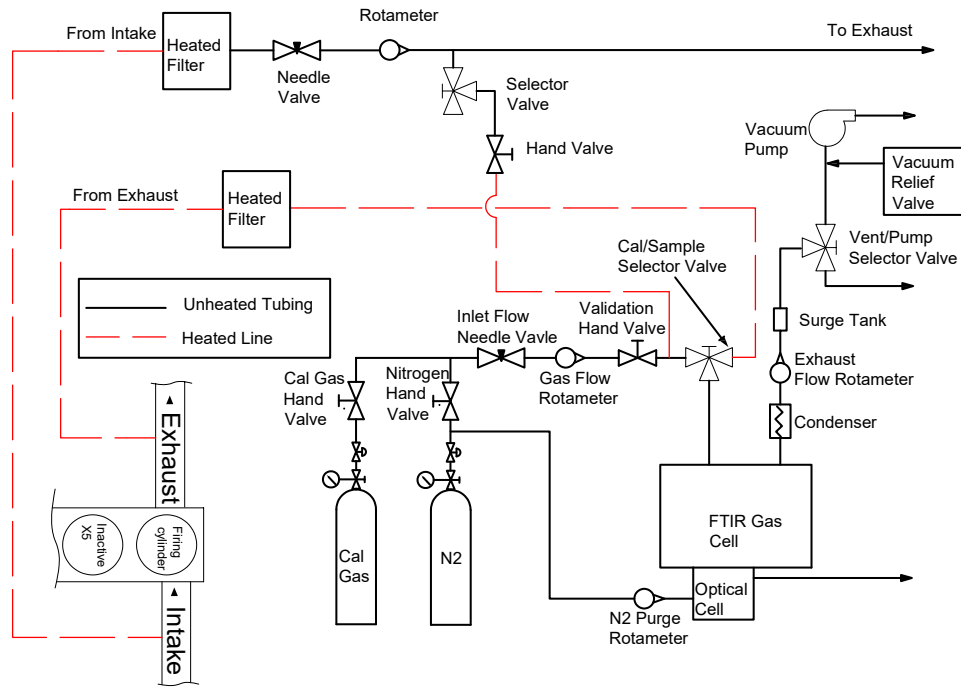 From Intake
Heated
Filter
Needle
Valve
Rotameter
To Exhaust
Selector
Valve
Hand Valve
Vacuum
Pump
Vacuum
Relief
Valve
From Exhaust
Heated
Filter
Vent/Pump
Selector Valve
Cal/Sample
Selector Valve
Unheated Tubing
Heated Line
Inlet Flow
Needle Vavle
Validation
Hand Valve
Surge Tank
Gas Flow
Rotameter
Exhaust
Flow Rotameter
Cal Gas
Hand
Valve
Nitrogen
Hand
Valve
Condenser
Exhaust
Inactive
X5
Firing
cylinder
Intake
Cal
Gas
N2
FTIR Gas
Cell
Optical
Cell
N2 Purge
Rotameter